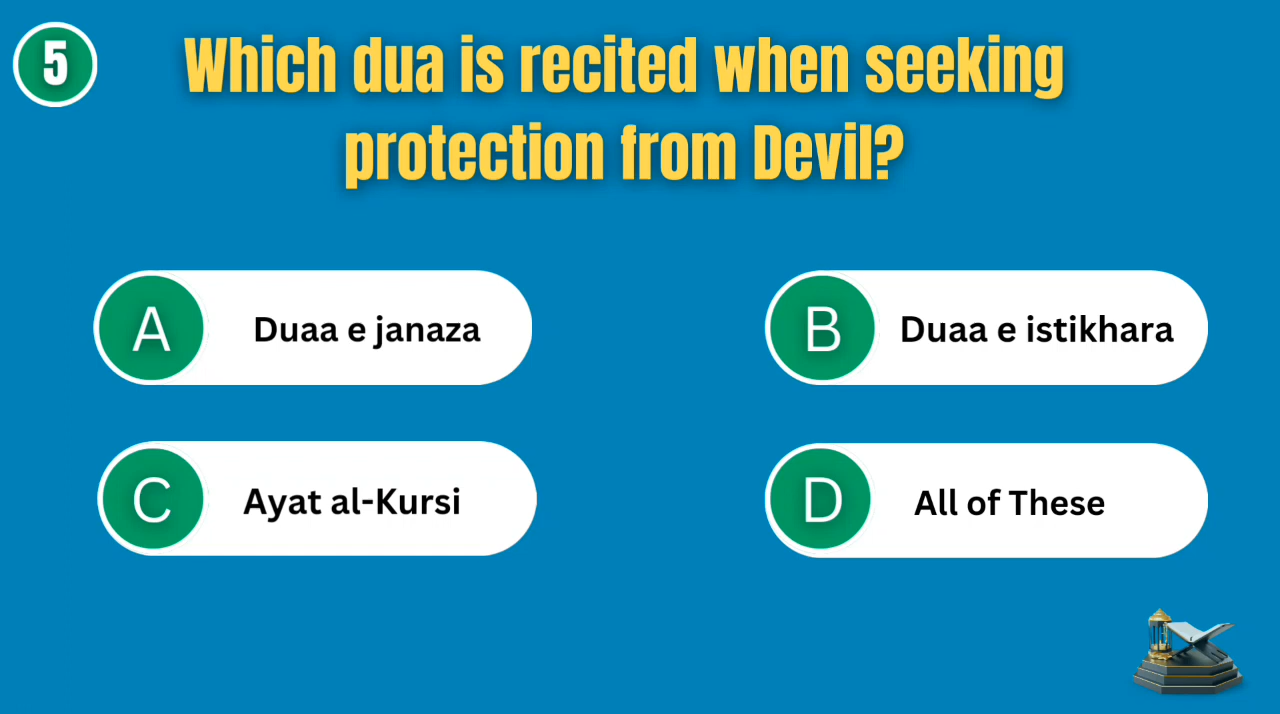 5
Which dua is recited when seeking
protection from Devil?
A Duaa e janaza
B Duaa e istikhara
C Ayat al-Kursi
D All of These